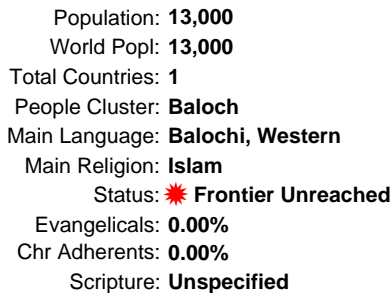 Population: 13,000
World Popl: 13,000
Total Countries: 1
People Cluster: Baloch
Main Language: Balochi, Western
Main Religion: Islam
Status: Frontier Unreached
Evangelicals: 0.00%
Chr Adherents: 0.00%
Scripture: Unspecified